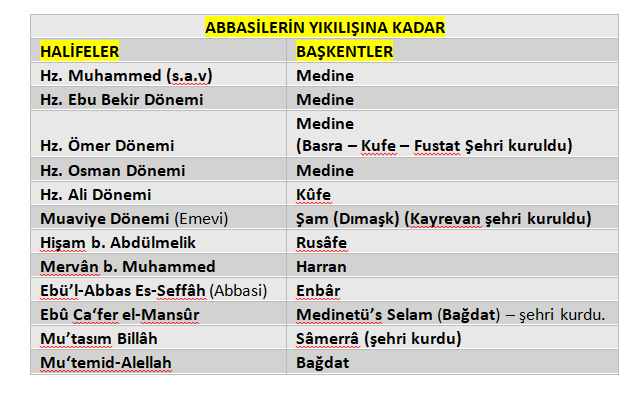 ABBASİLERİN YIKILIŞINA KADAR
HALİFELER BAŞKENTLER
Hz. Muhammed (s.a.v) Medine
Hz. Ebu Bekir Dönemi Medine
Medine
Hz. Ömer Dönemi (Basra – Kufe – Fustat Şehri kuruldu)
Hz. Osman Dönemi Medine
Hz. Ali Dönemi Kûfe
Muaviye Dönemi (Emevi) Şam (Dımaşk) (Kayrevan şehri kuruldu)
Hişam b. Abdülmelik Rusâfe
Mervân b. Muhammed Harran
Ebü’l-Abbas Es-Seffâh (Abbasi) Enbâr
Ebû Ca‘fer el-Mansûr Medinetü’s Selam (Bağdat) – şehri kurdu.
Mu’tasım Billâh Sâmerrâ (şehri kurdu)
Mu‘temid-Alellah Bağdat